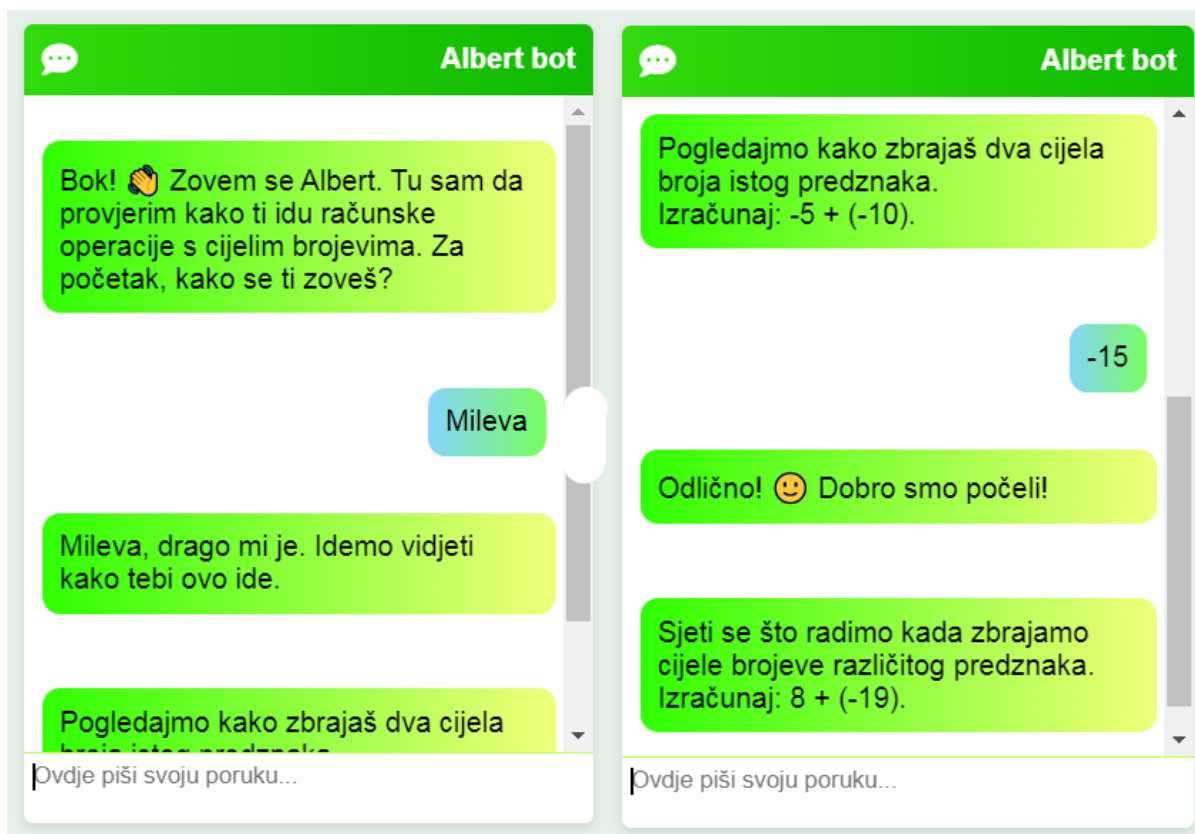 Albert bot
Bok! 👋 Zovem se Albert. Tu sam da
provjerim kako ti idu računske
operacije s cijelim brojevima. Za
početak, kako se ti zoveš?
Mileva
Mileva, drago mi je. Idemo vidjeti
kako tebi ovo ide.
Pogledajmo kako zbrajaš dva cijela
broja istog predznaka.
Ovdje piši svoju poruku...
Albert bot
Pogledajmo kako zbrajaš dva cijela
broja istog predznaka.
Izračunaj: -5 + (-10).
-15
Odlično! 🙂 Dobro smo počeli!
Sjeti se što radimo kada zbrajamo
cijele brojeve različitog predznaka.
Izračunaj: 8 + (-19).
Ovdje piši svoju poruku...